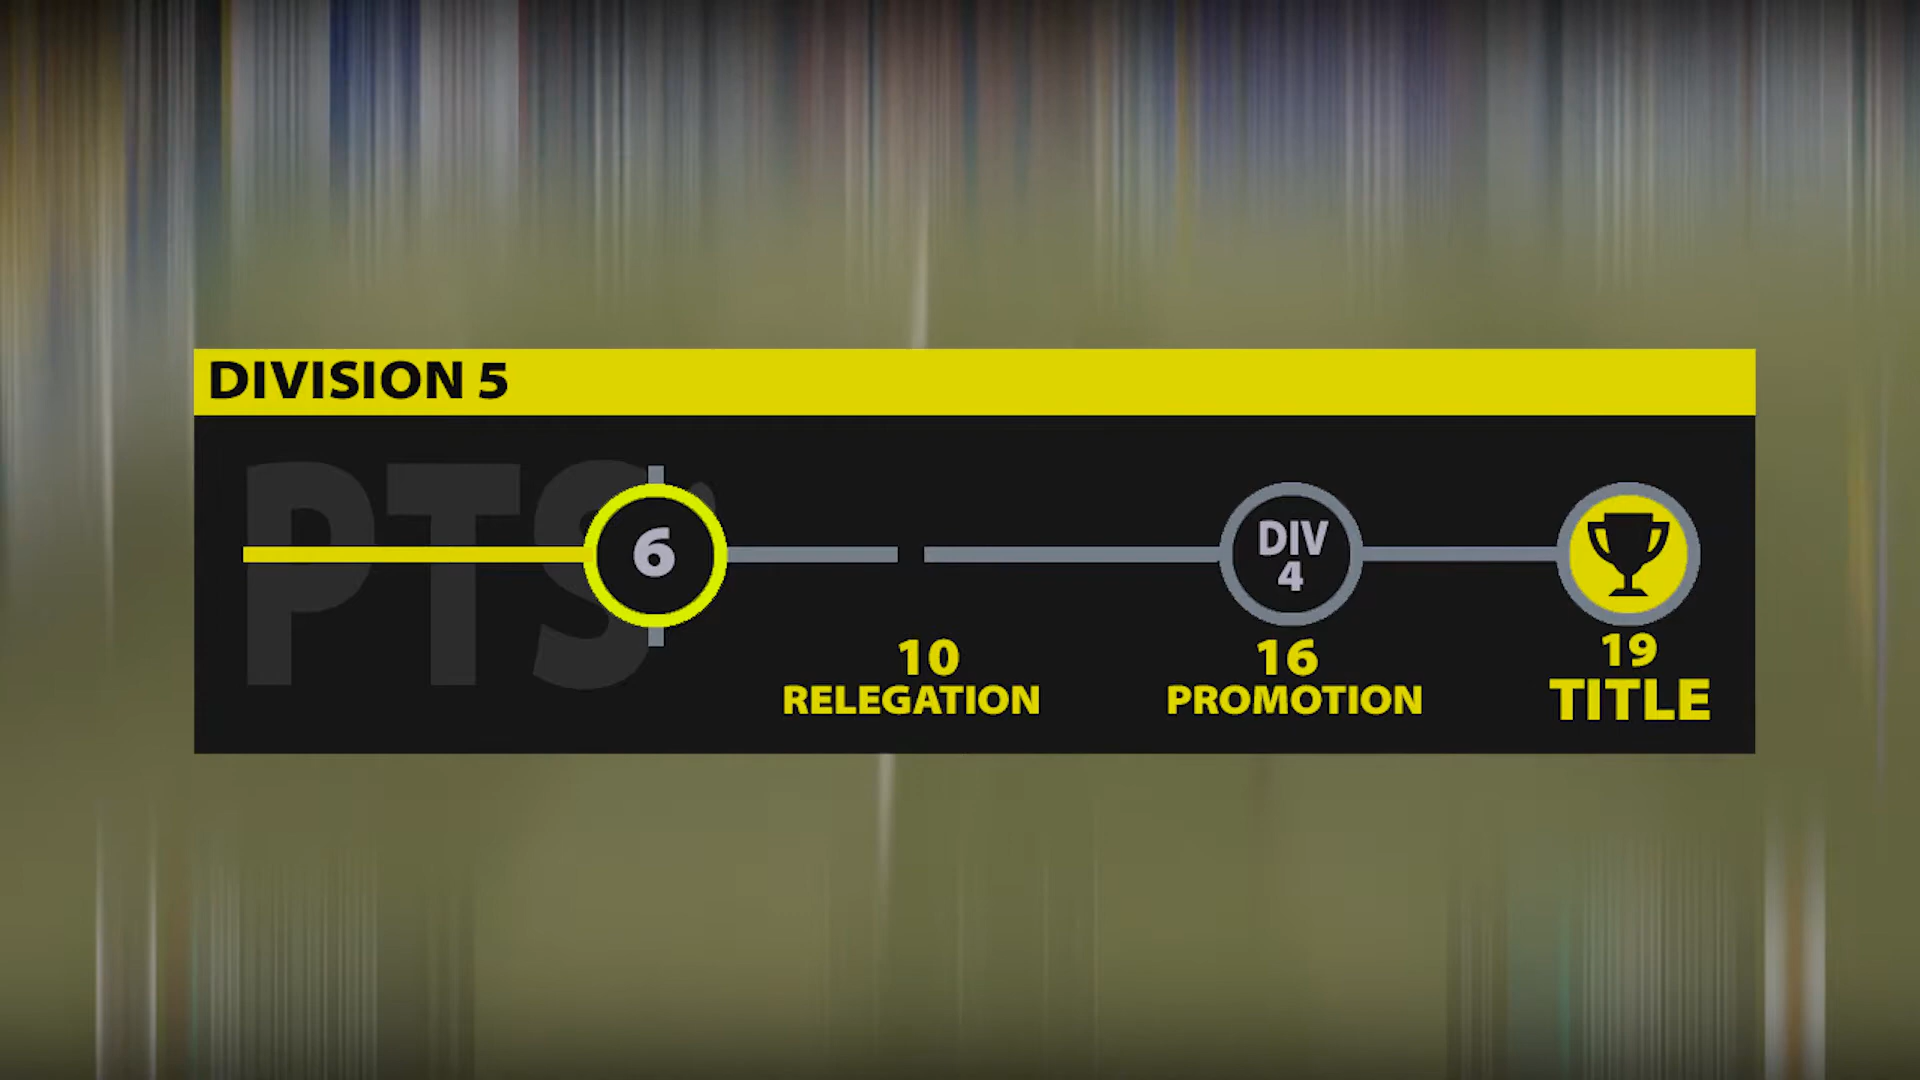 DIVISION 5
PTS
6
DIV
4
10
RELEGATION
16
PROMOTION
19
TITLE